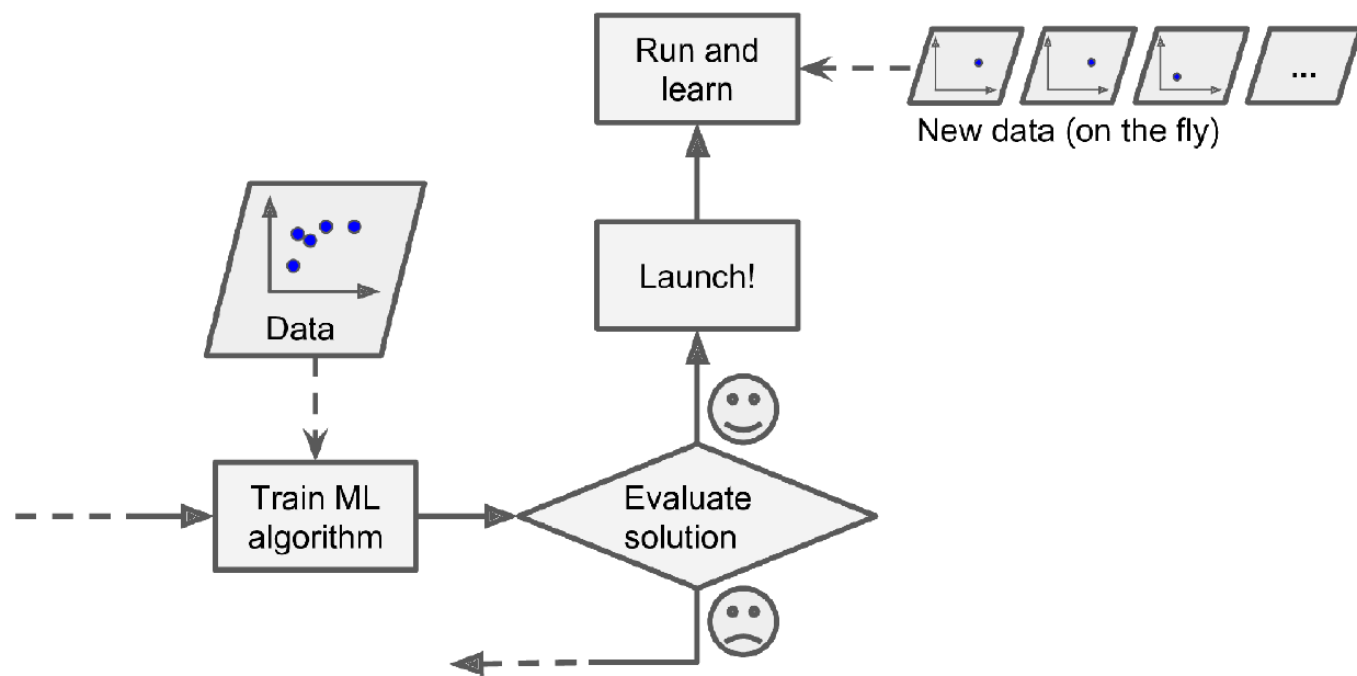 Run and
learn
...
New data (on the fly)
Launch!
Data
Train ML
algorithm
Evaluate
solution